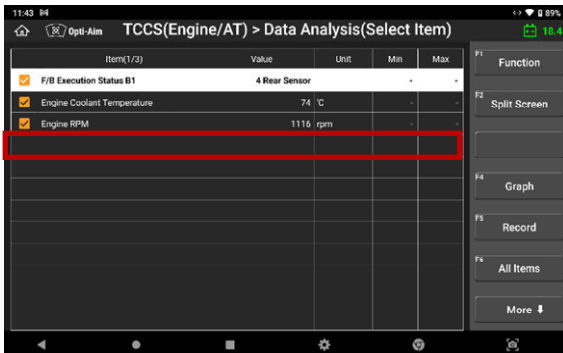 11:43 89%
Opti-Aim TCCS(Engine/AT) > Data Analysis(Select Item) 18.4
Item(1/3) Value Unit Min Max
F/B Execution Status B1 4 Rear Sensor - -
Engine Coolant Temperature 74 ℃ - -
Engine RPM 1116 rpm - -
F1 Function
F2 Split Screen
F4 Graph
F5 Record
F6 All Items
More